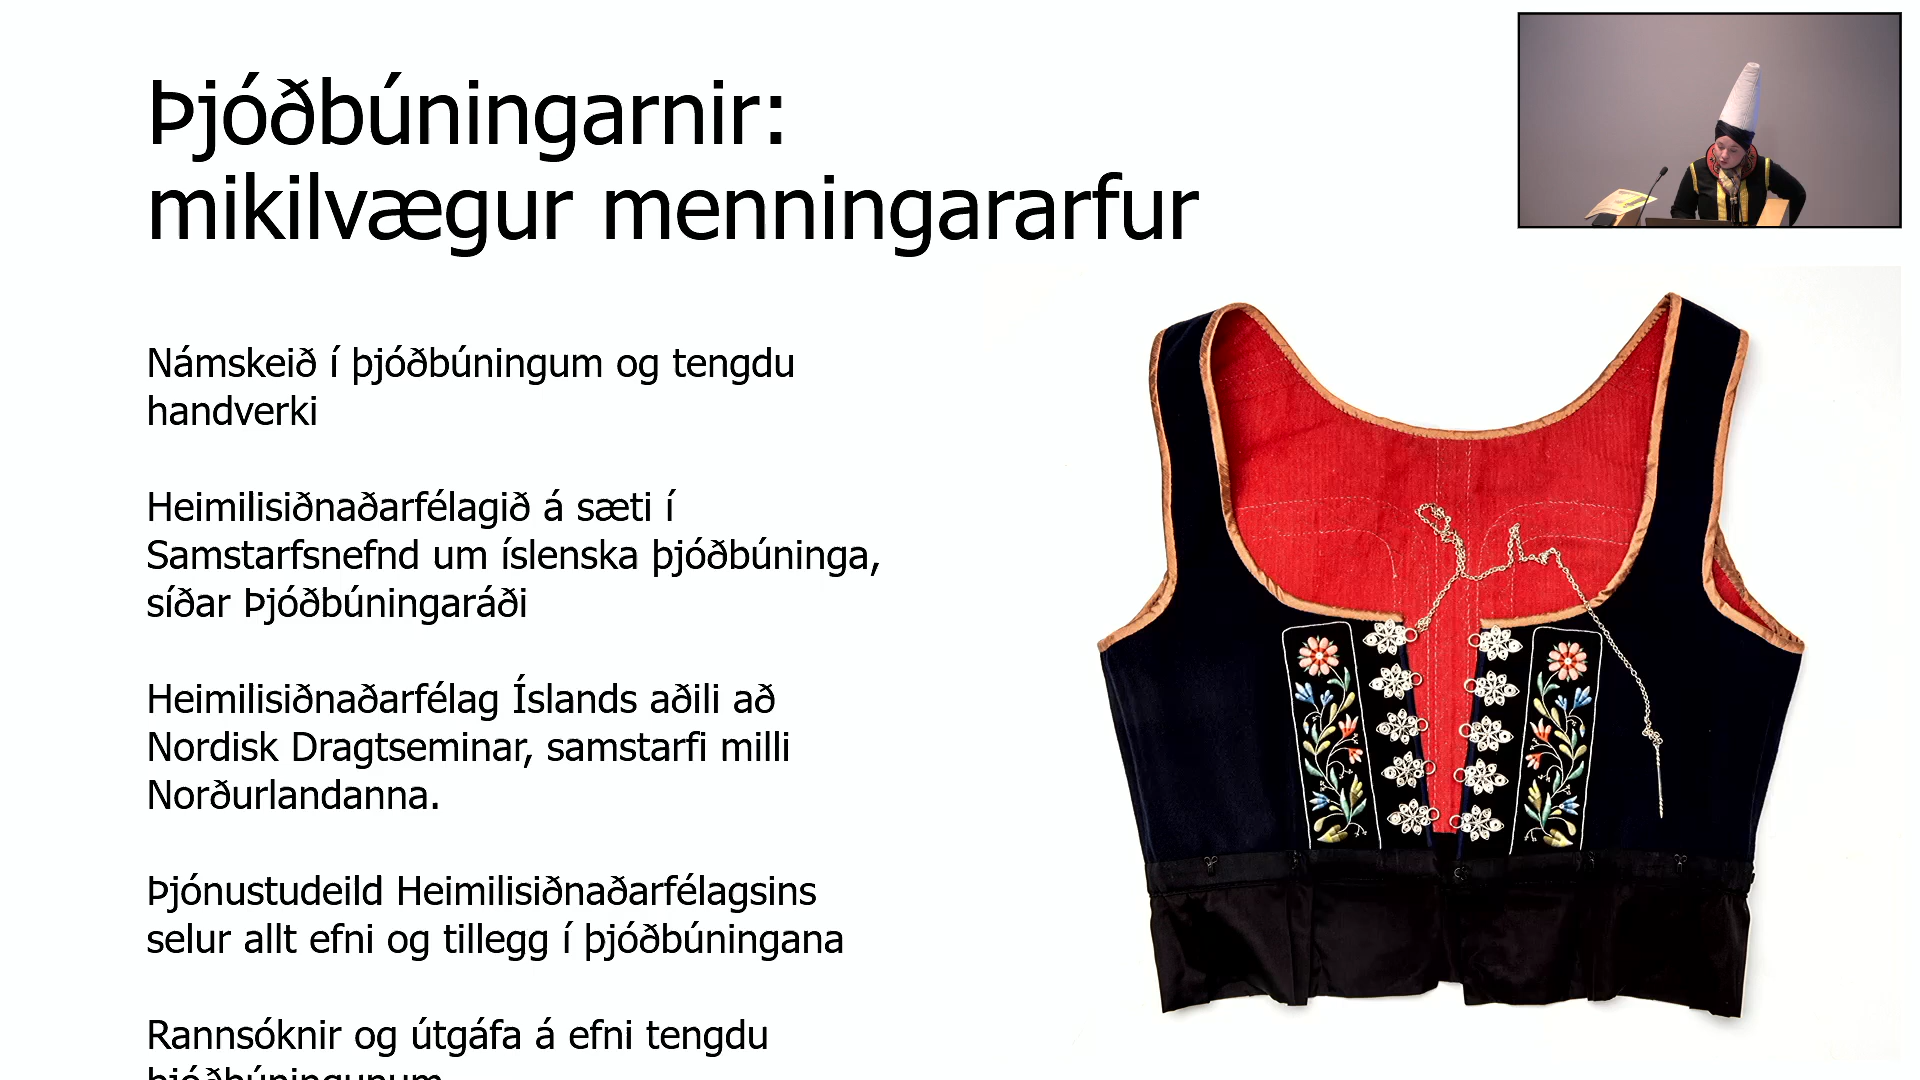 Þjóðbúningarnir:
mikilvægur menningararfur
Námskeið í þjóðbúningum og tengdu
handverki
Heimilisiðnaðarfélagið á sæti í
Samstarfsnefnd um íslenska þjóðbúninga,
síðar Þjóðbúningaráði
Heimilisiðnaðarfélag Íslands aðili að
Nordisk Dragtseminar, samstarfi milli
Norðurlandanna.
Þjónustudeild Heimilisiðnaðarfélagsins
selur allt efni og tillegg í þjóðbúningana
Rannsóknir og útgáfa á efni tengdu